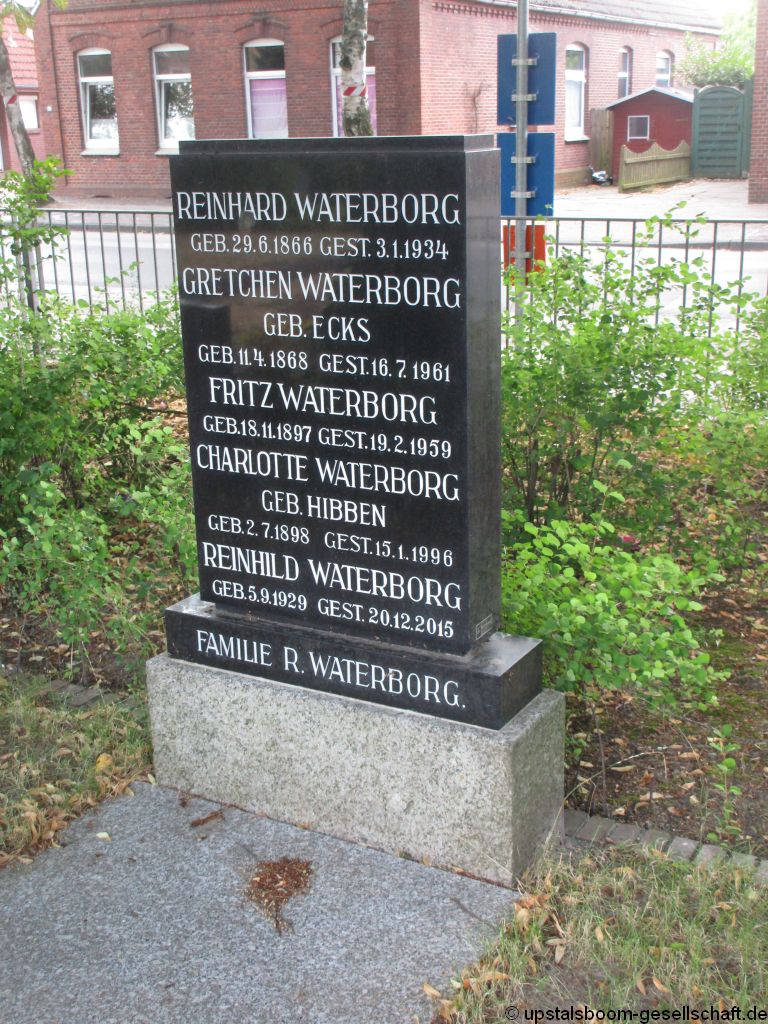 REINHARD WATERBORG
GEB. 29.6.1866 GEST. 3.1.1934
GRETCHEN WATERBORG
GEB. ECKS
GEB. 11.4.1868 GEST. 16.7.1961
FRITZ WATERBORG
GEB. 18.11.1897 GEST. 19.2.1959
CHARLOTTE WATERBORG
GEB. HIBBEN
GEB. 2.7.1898 GEST. 15.1.1996
REINHILD WATERBORG
GEB. 5.9.1929 GEST. 20.12.2015
FAMILIE R. WATERBORG.
© upstalsboom-gesellschaft.de